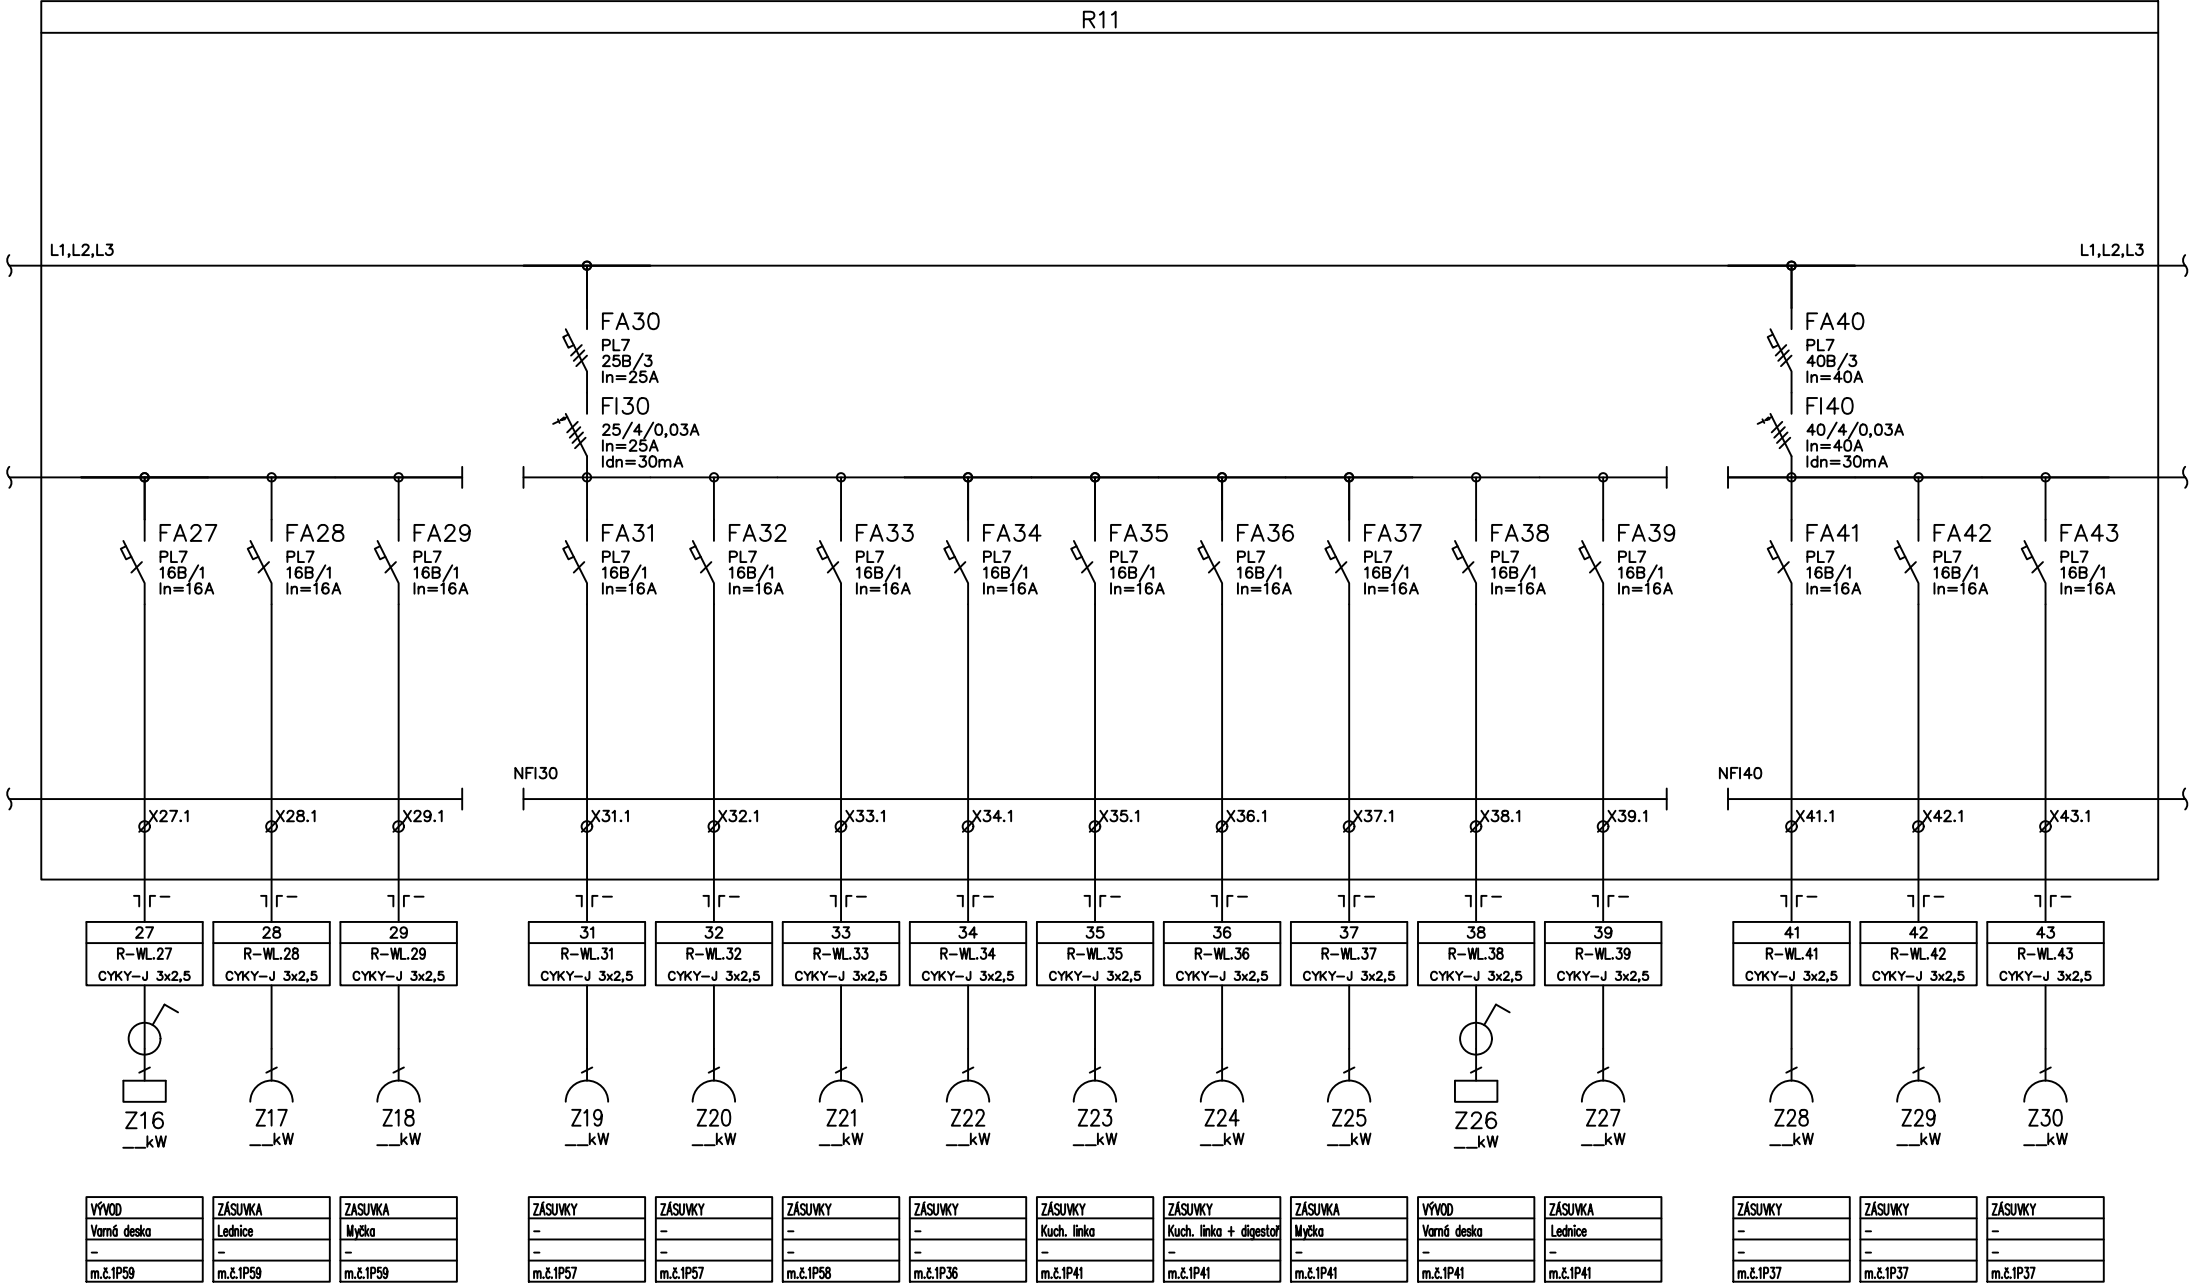 R11
L1,L2,L3
L1,L2,L3
FA30
PL7
25B/3
In=25A
FI30
25/4/0,03A
In=25A
Idn=30mA
FA40
PL7
40B/3
In=40A
FI40
40/4/0,03A
In=40A
Idn=30mA
FA27
PL7
16B/1
In=16A
FA28
PL7
16B/1
In=16A
FA29
PL7
16B/1
In=16A
FA31
PL7
16B/1
In=16A
FA32
PL7
16B/1
In=16A
FA33
PL7
16B/1
In=16A
FA34
PL7
16B/1
In=16A
FA35
PL7
16B/1
In=16A
FA36
PL7
16B/1
In=16A
FA37
PL7
16B/1
In=16A
FA38
PL7
16B/1
In=16A
FA39
PL7
16B/1
In=16A
FA41
PL7
16B/1
In=16A
FA42
PL7
16B/1
In=16A
FA43
PL7
16B/1
In=16A
NFI30
NFI40
X27.1
X28.1
X29.1
X31.1
X32.1
X33.1
X34.1
X35.1
X36.1
X37.1
X38.1
X39.1
X41.1
X42.1
X43.1
27
R-WL.27
CYKY-J 3x2,5
28
R-WL.28
CYKY-J 3x2,5
29
R-WL.29
CYKY-J 3x2,5
31
R-WL.31
CYKY-J 3x2,5
32
R-WL.32
CYKY-J 3x2,5
33
R-WL.33
CYKY-J 3x2,5
34
R-WL.34
CYKY-J 3x2,5
35
R-WL.35
CYKY-J 3x2,5
36
R-WL.36
CYKY-J 3x2,5
37
R-WL.37
CYKY-J 3x2,5
38
R-WL.38
CYKY-J 3x2,5
39
R-WL.39
CYKY-J 3x2,5
41
R-WL.41
CYKY-J 3x2,5
42
R-WL.42
CYKY-J 3x2,5
43
R-WL.43
CYKY-J 3x2,5
Z16
__kW
Z17
__kW
Z18
__kW
Z19
__kW
Z20
__kW
Z21
__kW
Z22
__kW
Z23
__kW
Z24
__kW
Z25
__kW
Z26
__kW
Z27
__kW
Z28
__kW
Z29
__kW
Z30
__kW
VÝVOD
Varná deska
-
m.č.1P59
ZÁSUVKA
Lednice
-
m.č.1P59
ZASUVKA
Myčka
-
m.č.1P59
ZÁSUVKY
-
-
m.č.1P57
ZÁSUVKY
-
-
m.č.1P57
ZÁSUVKY
-
-
m.č.1P58
ZÁSUVKY
-
-
m.č.1P36
ZÁSUVKY
Kuch. linka
-
m.č.1P41
ZÁSUVKY
Kuch. linka + digestoř
-
m.č.1P41
ZÁSUVKA
Myčka
-
m.č.1P41
VÝVOD
Varná deska
-
m.č.1P41
ZÁSUVKA
Lednice
-
m.č.1P41
ZÁSUVKY
-
-
m.č.1P37
ZÁSUVKY
-
-
m.č.1P37
ZÁSUVKY
-
-
m.č.1P37